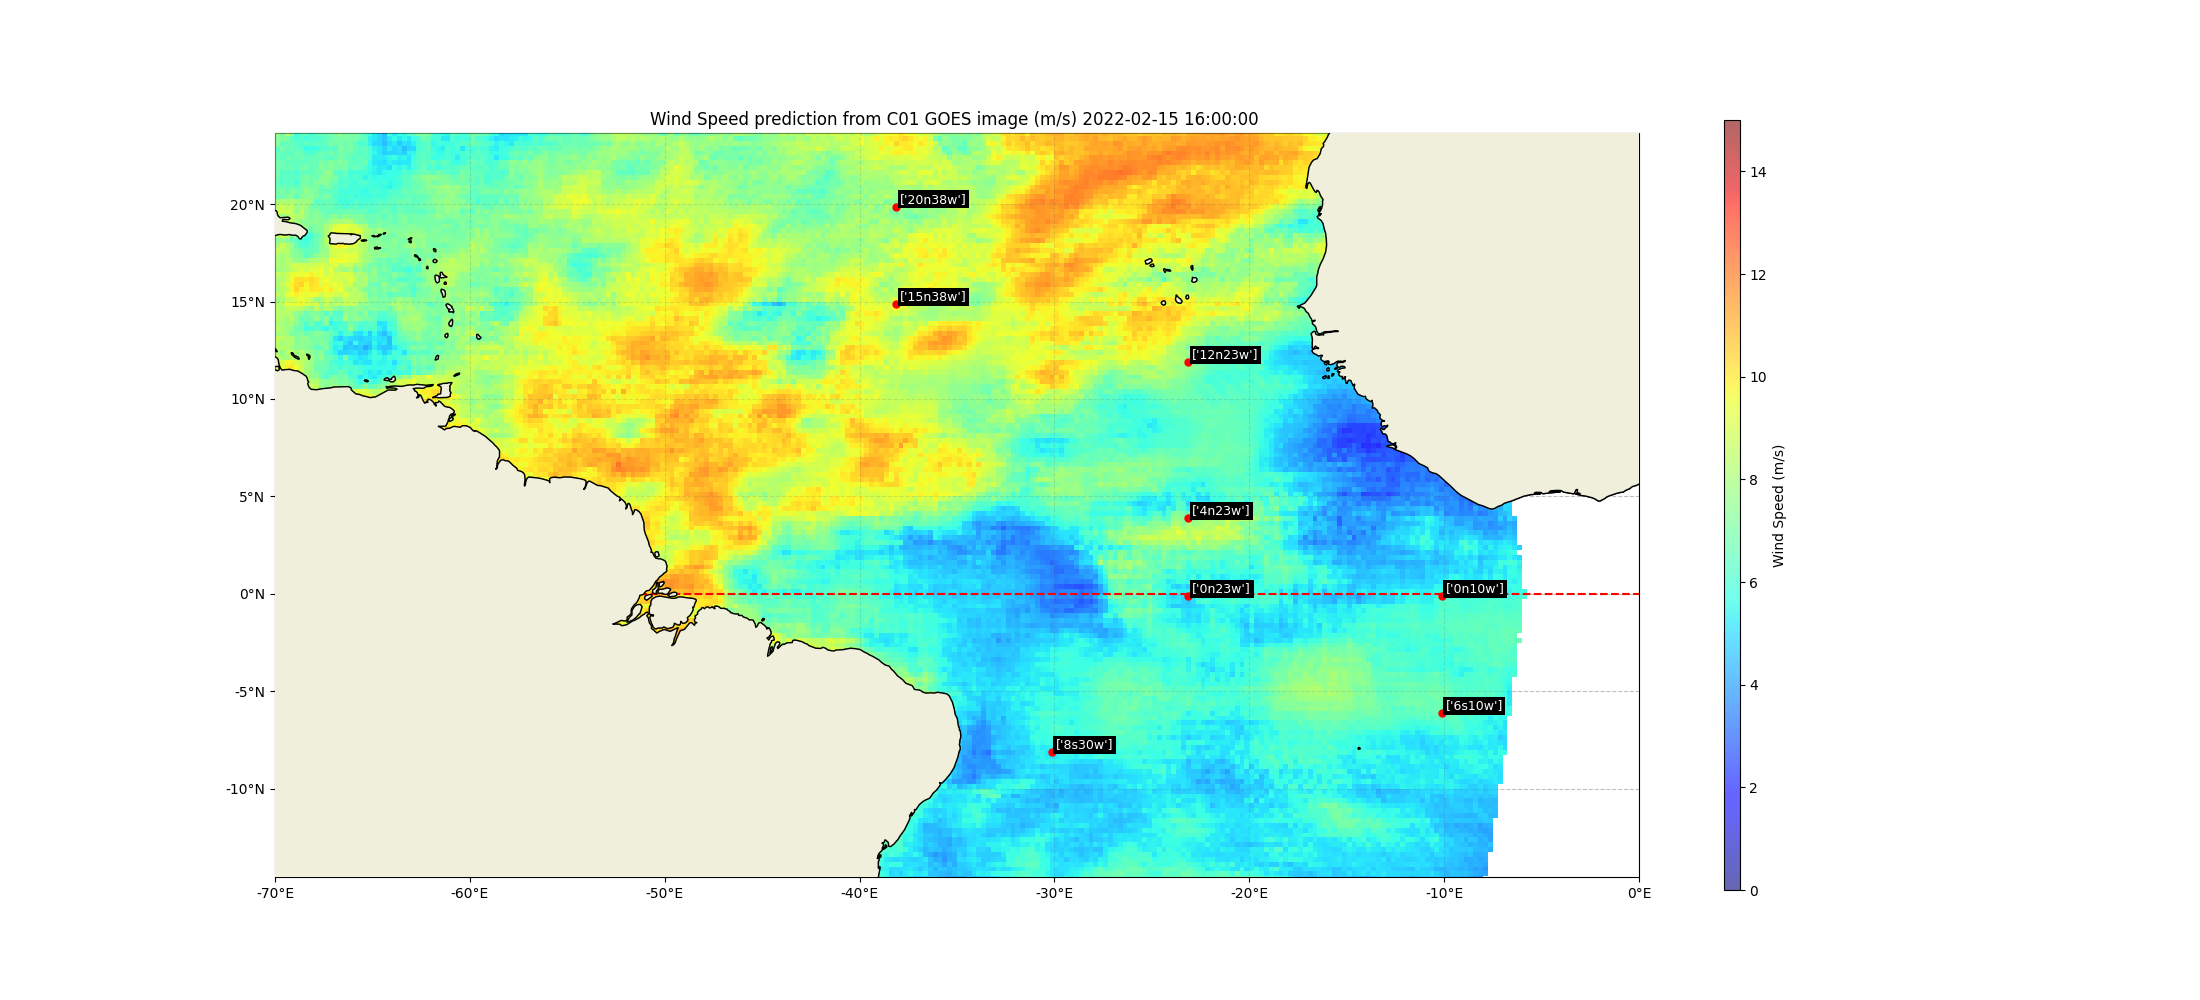 Wind Speed prediction from C01 GOES image (m/s) 2022-02-15 16:00:00
20°N
15°N
10°N
5°N
0°N
-5°N
-10°N
['20n38w']
['15n38w']
['12n23w']
['4n23w']
['0n23w']
['0n10w']
['6s10w']
['8s30w']
-70°E
-60°E
-50°E
-40°E
-30°E
-20°E
-10°E
0°E
14
12
10
8
6
4
2
0
Wind Speed (m/s)